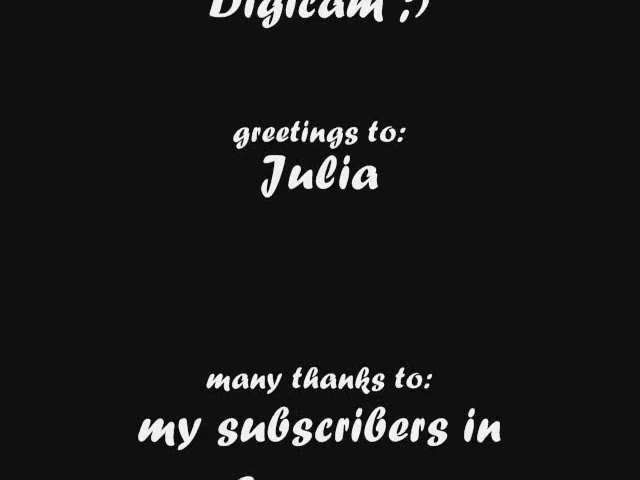 Digicam ;)
greetings to:
Julia
many thanks to:
my subscribers in